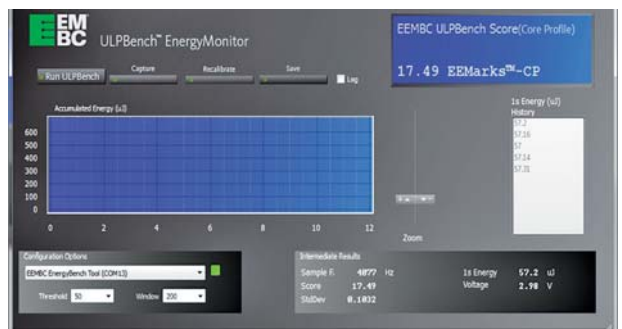 EM
BC
EE
ULPBench™ EnergyMonitor
EEMBC ULPBench Score(Core Profile)
17.49 EEMarks™-CP
Run ULPBench
Capture
Recalibrate
Save
Log
Accumulated Energy (uJ)
600
500
400
300
200
100
0
0 2 4 6 8 10 12
Zoom
1s Energy (uJ)
History
57.2
57.16
57
57.14
57.31
Configuration Options
EEMBC EnergyBench Tool (COM13)
Threshold 50 Window 200
Intermediate Results
Sample F. 4077 Hz
Score 17.49
StdDev 0.1032
1s Energy 57.2 uJ
Voltage 2.98 V